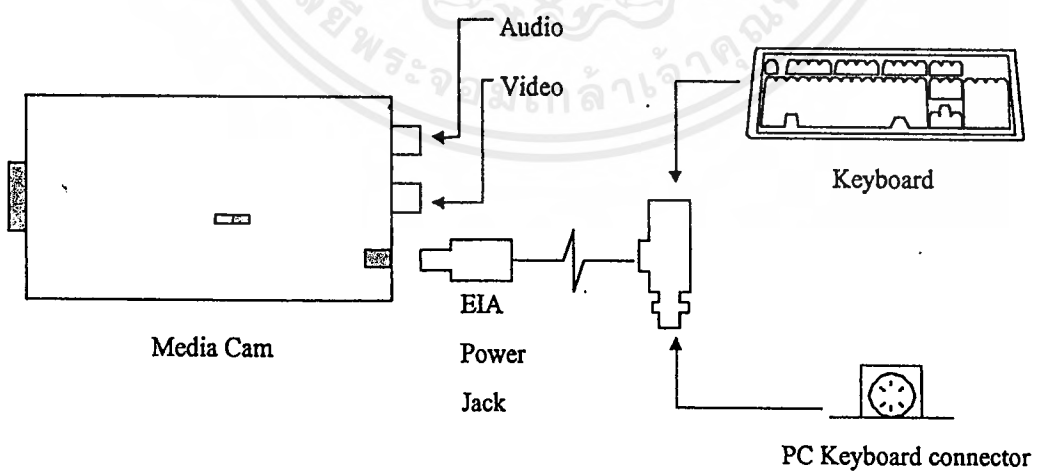 Audio
Video
Keyboard
EIA
Power
Jack
Media Cam
PC Keyboard connector